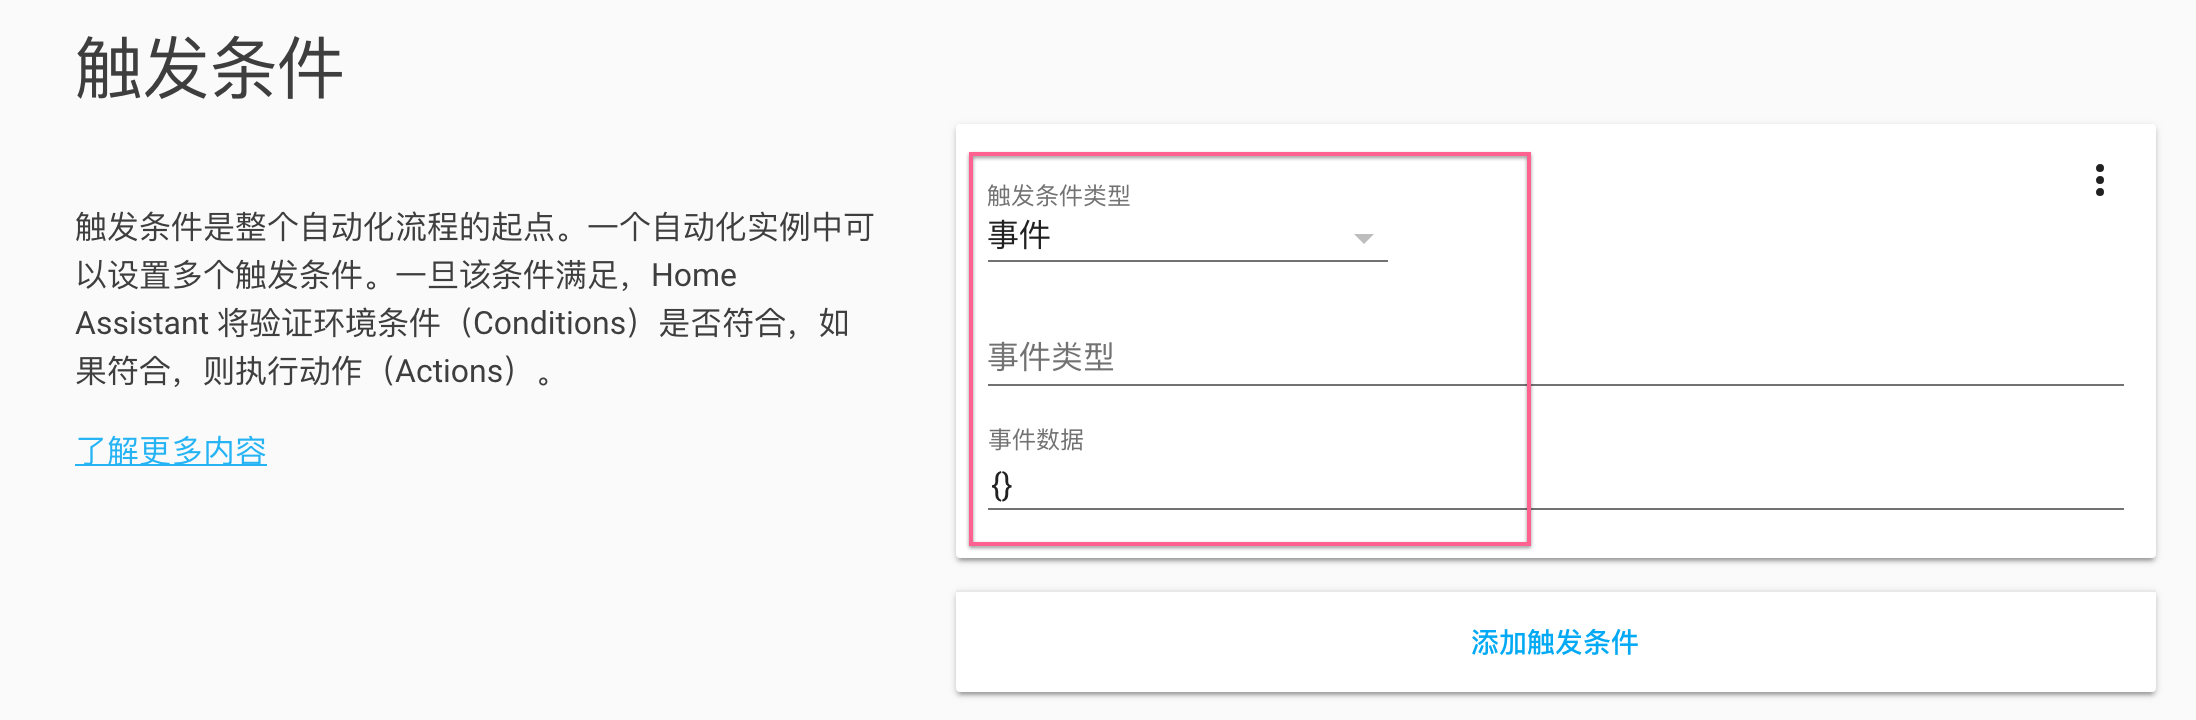 触发条件
触发条件是整个自动化流程的起点。一个自动化实例中可
以设置多个触发条件。一旦该条件满足，Home
Assistant 将验证环境条件（Conditions）是否符合，如
果符合，则执行动作（Actions）。
了解更多内容
触发条件类型
事件
事件类型
事件数据
{}
添加触发条件